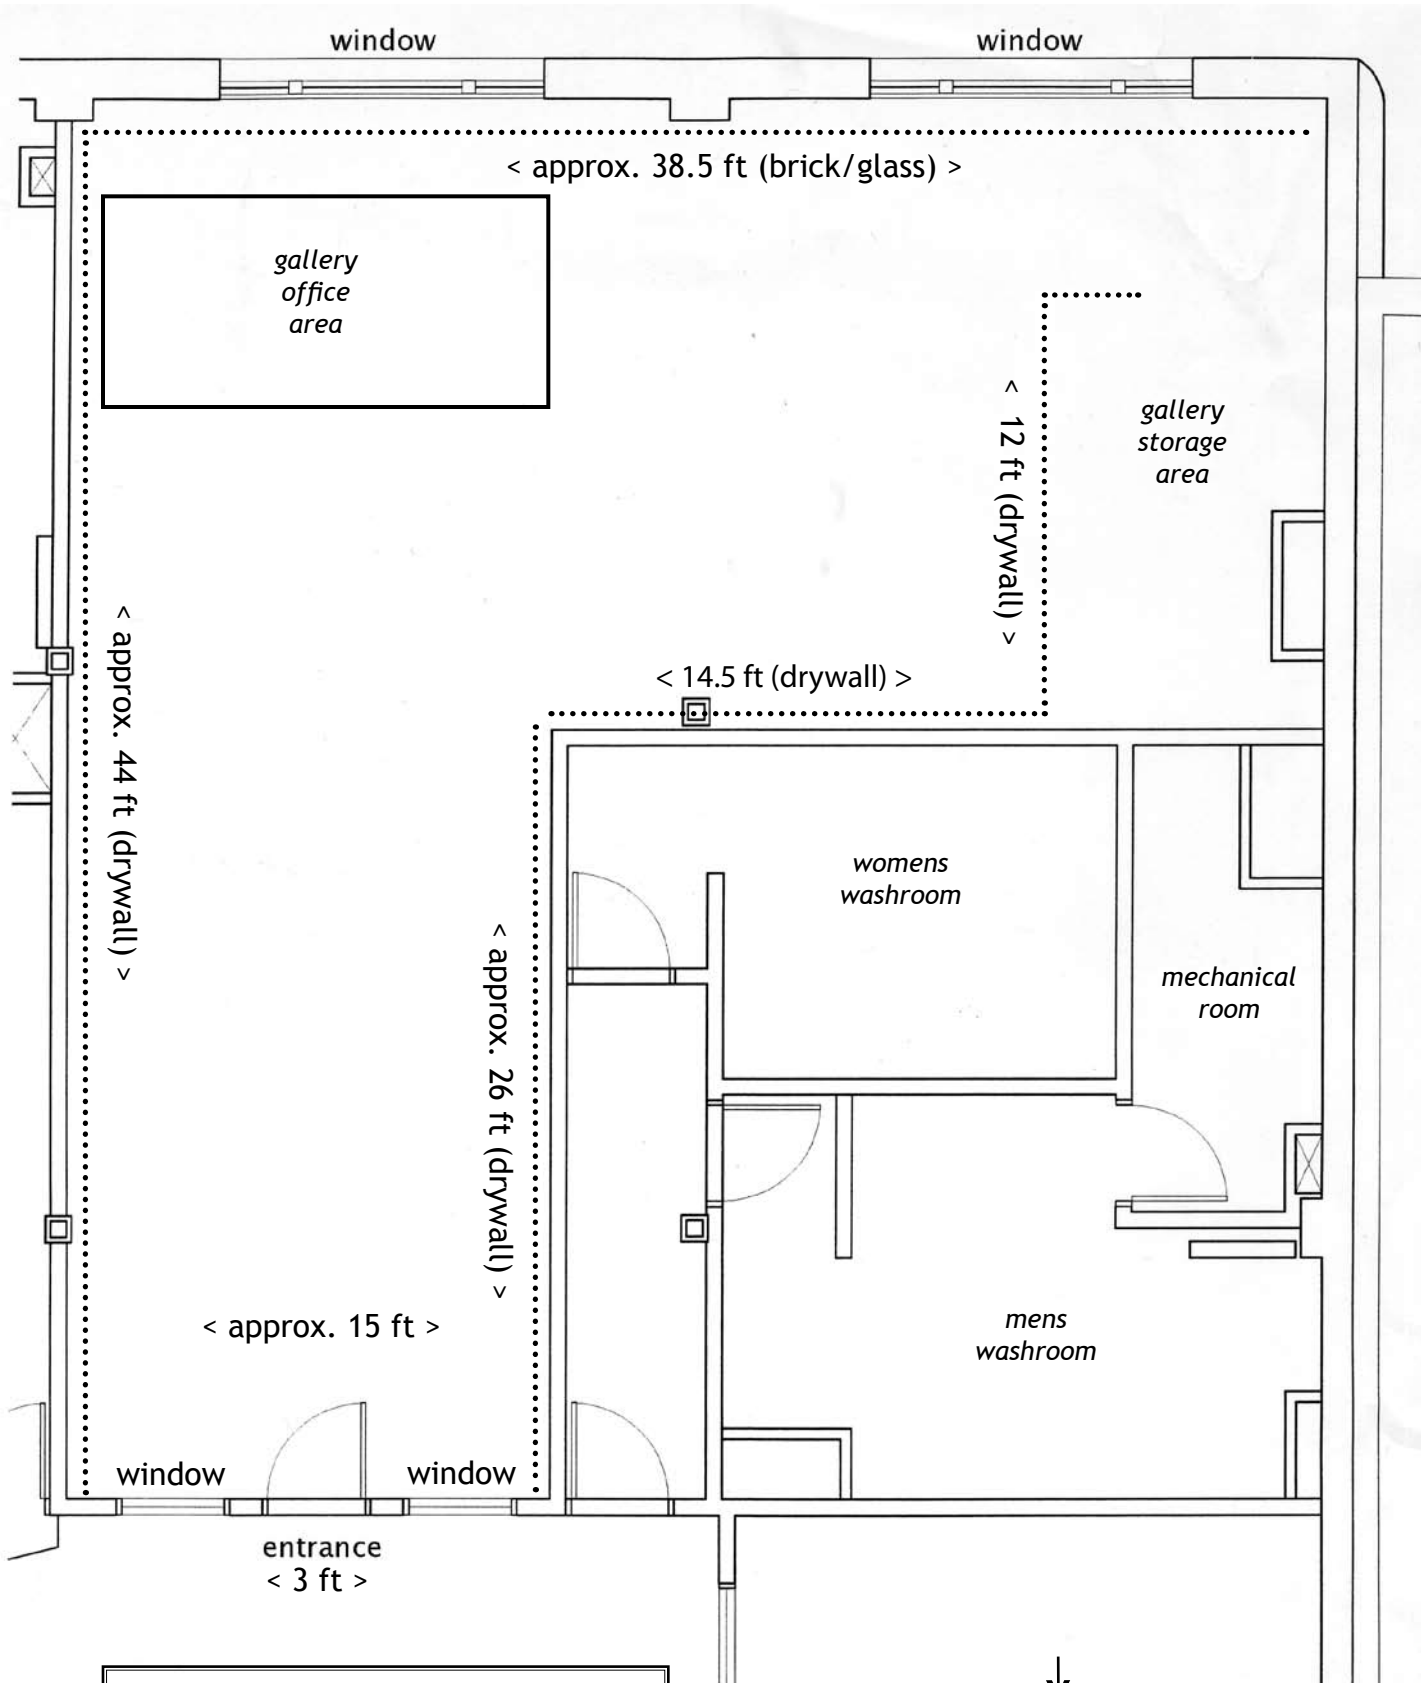 window
window
< approx. 38.5 ft (brick/glass) >
gallery
office
area
< 12 ft (drywall) >
gallery
storage
area
< approx. 44 ft (drywall) >
< 14.5 ft (drywall) >
womens
washroom
< approx. 26 ft (drywall) >
mechanical
room
< approx. 15 ft >
mens
washroom
window
window
entrance
< 3 ft >